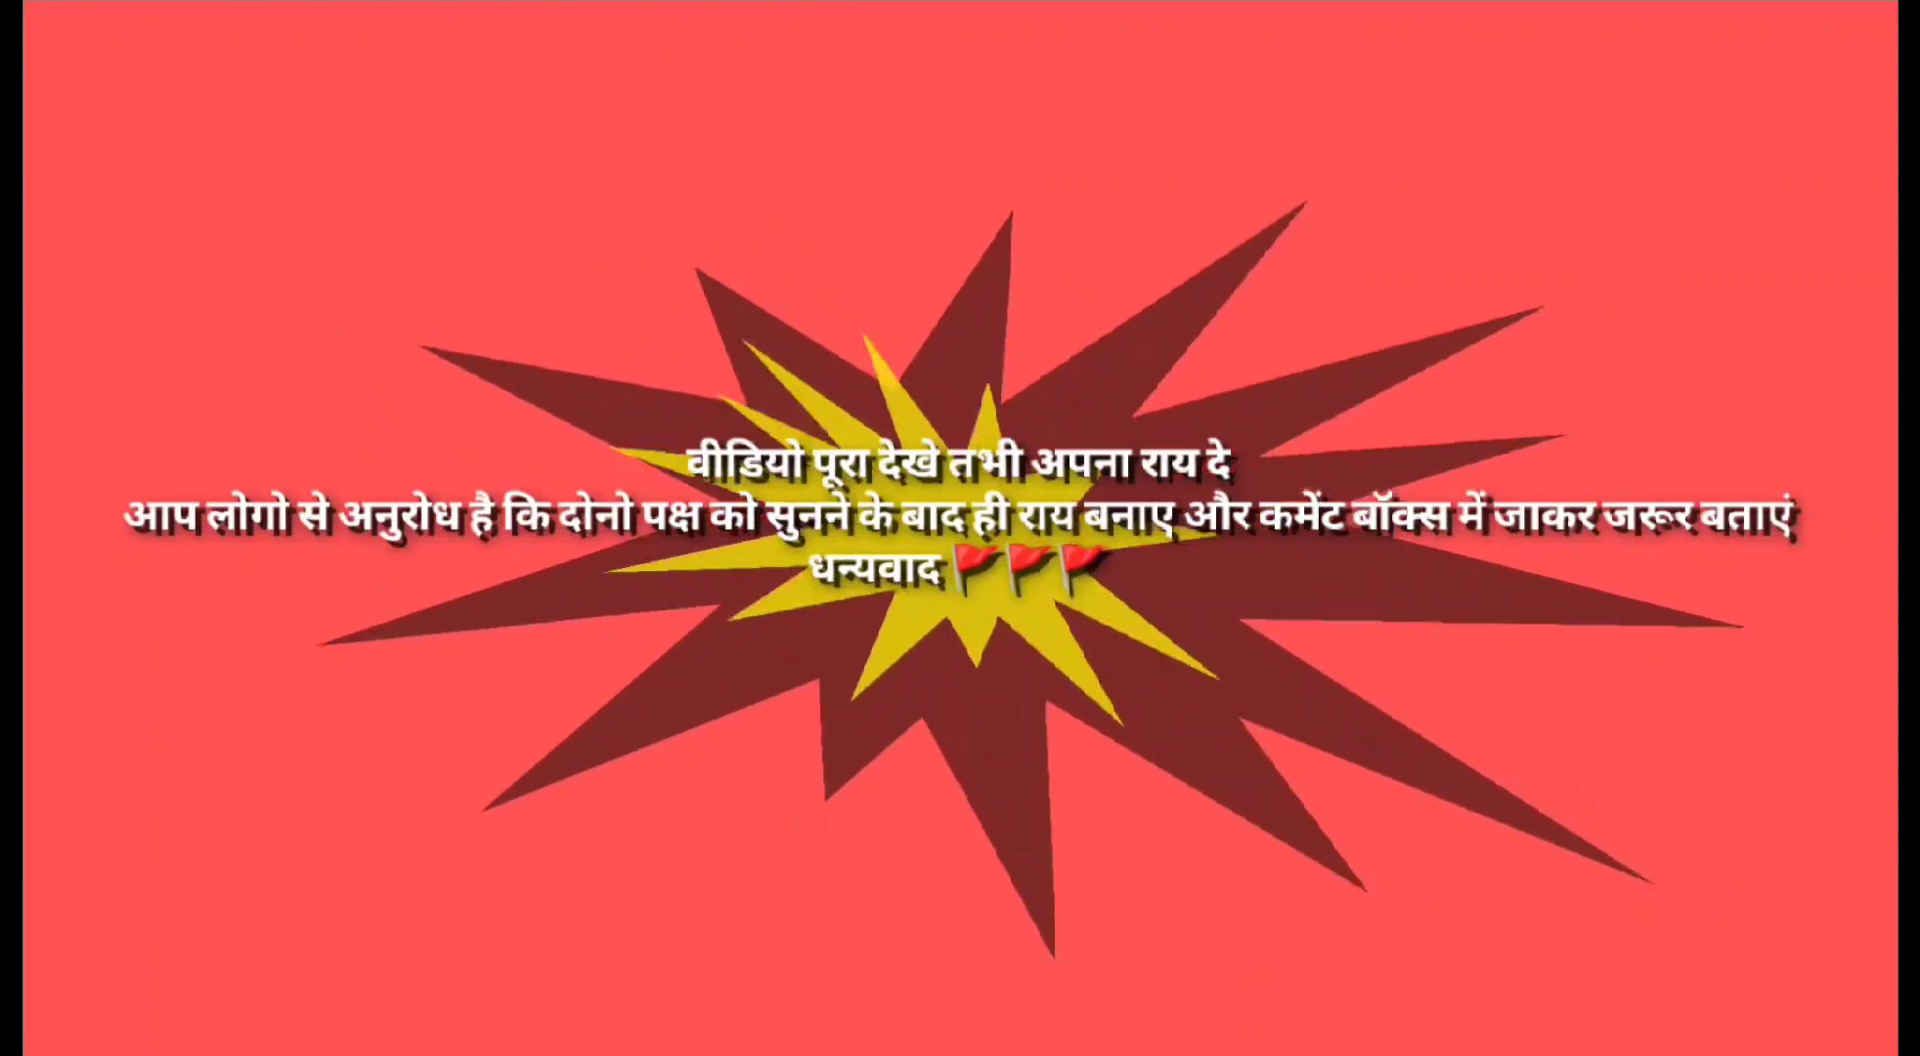 वीडियो पूरा देखे तभी अपना राय दे
आप लोगो से अनुरोध है कि दोनो पक्ष को सुनने के बाद ही राय बनाए और कमेंट बॉक्स में जाकर जरूर बताएं
धन्यवाद 🚩🚩🚩